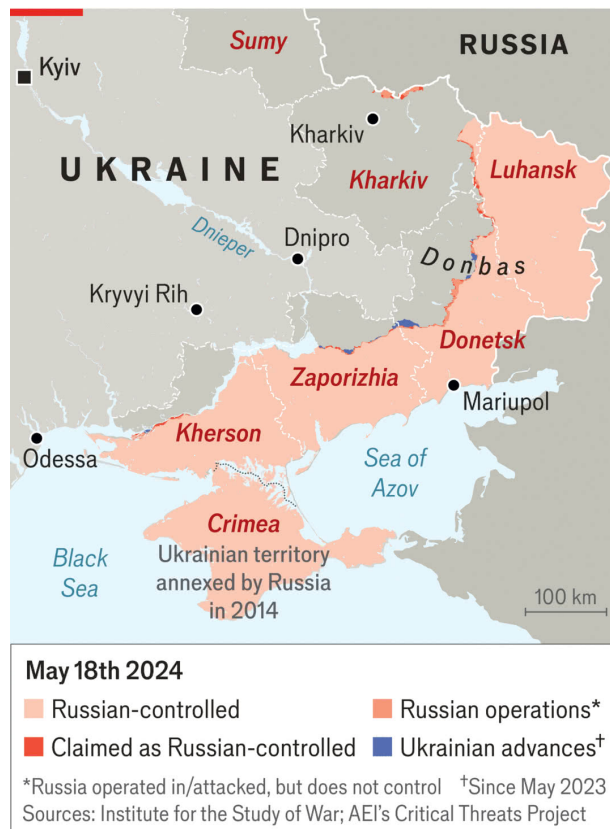 Sumy
RUSSIA
Kyiv
Kharkiv
UKRAINE
Kharkiv
Luhansk
Dnieper
Dnipro
Donbas
Kryvyi Rih
Donetsk
Zaporizhia
Mariupol
Kherson
Odessa
Sea of
Azov
Crimea
Ukrainian territory
annexed by Russia
in 2014
Black
Sea
100 km
May 18th 2024
Russian-controlled
Russian operations*
Claimed as Russian-controlled
Ukrainian advances†
*Russia operated in/attacked, but does not control †Since May 2023
Sources: Institute for the Study of War; AEI's Critical Threats Project